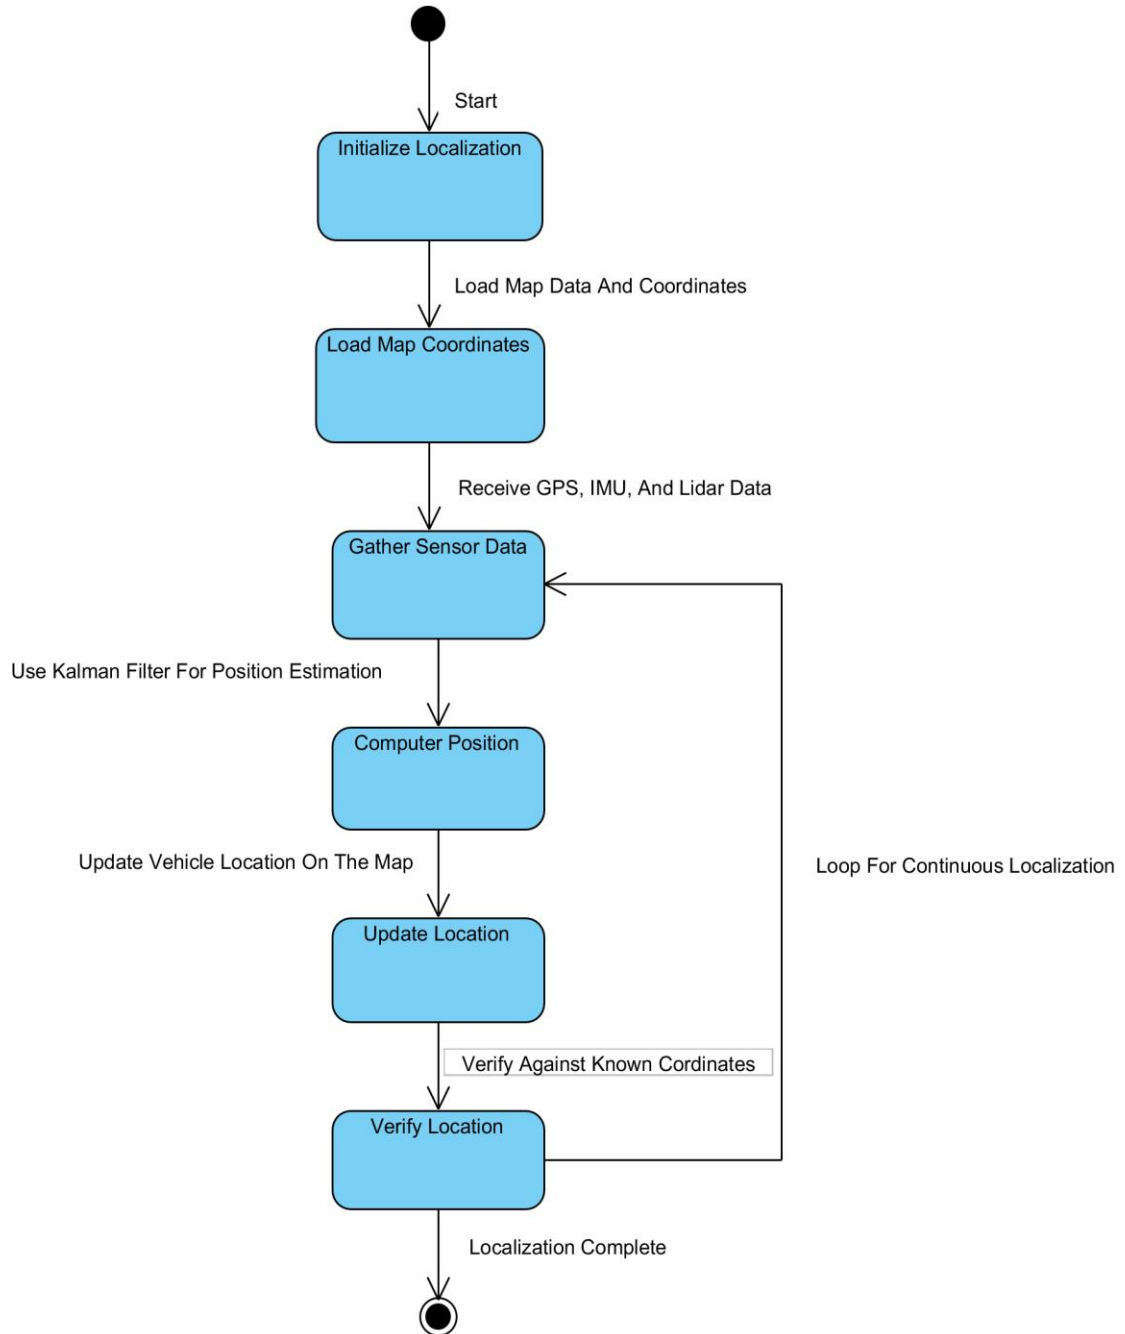 Start
Initialize Localization
Load Map Data And Coordinates
Load Map Coordinates
Receive GPS, IMU, And Lidar Data
Gather Sensor Data
Use Kalman Filter For Position Estimation
Computer Position
Update Vehicle Location On The Map
Loop For Continuous Localization
Update Location
Verify Against Known Cordinates
Verify Location
Localization Complete